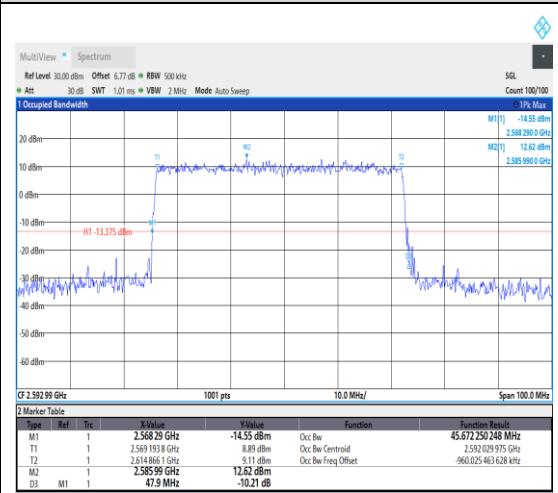 MultiView Spectrum
Ref Level 30.00 dBm Offset 6.77 dB RBW 500 kHz SGL
Att 30 dB SWT 1.01 ms VBW 2 MHz Mode Auto Sweep Count 100/100
1 Occupied Bandwidth 1Pk Max
M1[1] -14.55 dBm
2.568 290 0 GHz
M2[1] 12.62 dBm
2.585 990 0 GHz
20 dBm
T1 M2 T2
10 dBm
0 dBm
-10 dBm
M1
H1 -13.375 dBm
-20 dBm
-30 dBm
-40 dBm
-50 dBm
-60 dBm
CF 2.592 99 GHz 1001 pts 10.0 MHz/ Span 100.0 MHz
2 Marker Table
Type Ref Trc X-Value Y-Value Function Function Result
M1 1 2.568 29 GHz -14.55 dBm Occ Bw 45.672 250 248 MHz
T1 1 2.569 193 8 GHz 8.89 dBm Occ Bw Centroid 2.592 029 975 GHz
T2 1 2.614 866 1 GHz 9.11 dBm Occ Bw Freq Offset -960.025 463 628 kHz
M2 1 2.585 99 GHz 12.62 dBm
D3 M1 1 47.9 MHz -10.21 dB